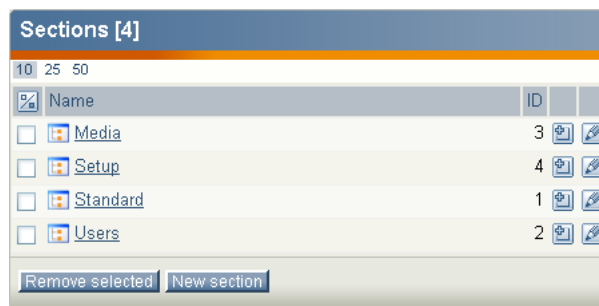 Sections [4]
10 25 50
Name ID
Media 3
Setup 4
Standard 1
Users 2
Remove selected New section